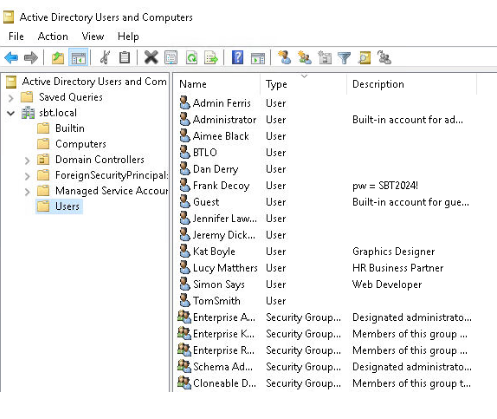 Active Directory Users and Computers
File Action View Help
Active Directory Users and Com
Saved Queries
sbt.local
Builtin
Computers
Domain Controllers
ForeignSecurityPrincipal:
Managed Service Accour
Users
Name Type Description
Admin Ferris User
Administrator User Built-in account for ad...
Aimee Black User
BTLO User
Dan Derry User
Frank Decoy User pw = SBT2024!
Guest User Built-in account for gue...
Jennifer Law... User
Jeremy Dick... User
Kat Boyle User Graphics Designer
Lucy Matthers User HR Business Partner
Simon Says User Web Developer
TomSmith User
Enterprise A... Security Group... Designated administrato...
Enterprise K... Security Group... Members of this group ...
Enterprise R... Security Group... Members of this group ...
Schema Ad... Security Group... Designated administrato...
Cloneable D... Security Group... Members of this group t...